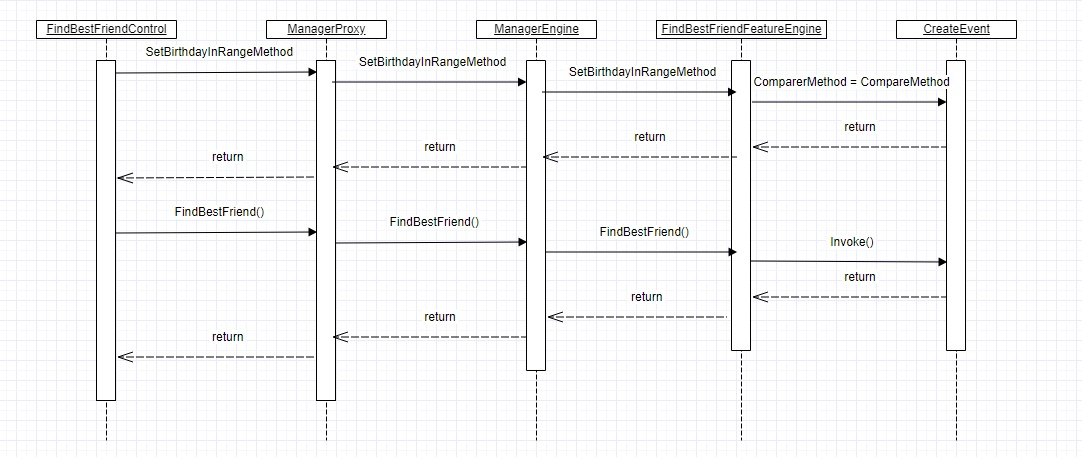 FindBestFriendControl
ManagerProxy
ManagerEngine
FindBestFriendFeatureEngine
CreateEvent
SetBirthdayInRangeMethod
SetBirthdayInRangeMethod
SetBirthdayInRangeMethod
ComparerMethod = CompareMethod
return
return
return
return
FindBestFriend()
FindBestFriend()
FindBestFriend()
Invoke()
return
return
return
return